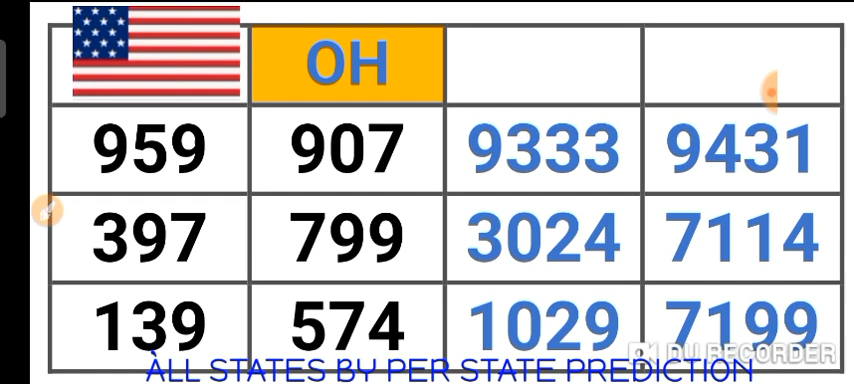 OH
959 907 9333 9431
397 799 3024 7114
139 574 1029 7199
DU RECORDER
ALL STATES BY PER STATE PREDICTION